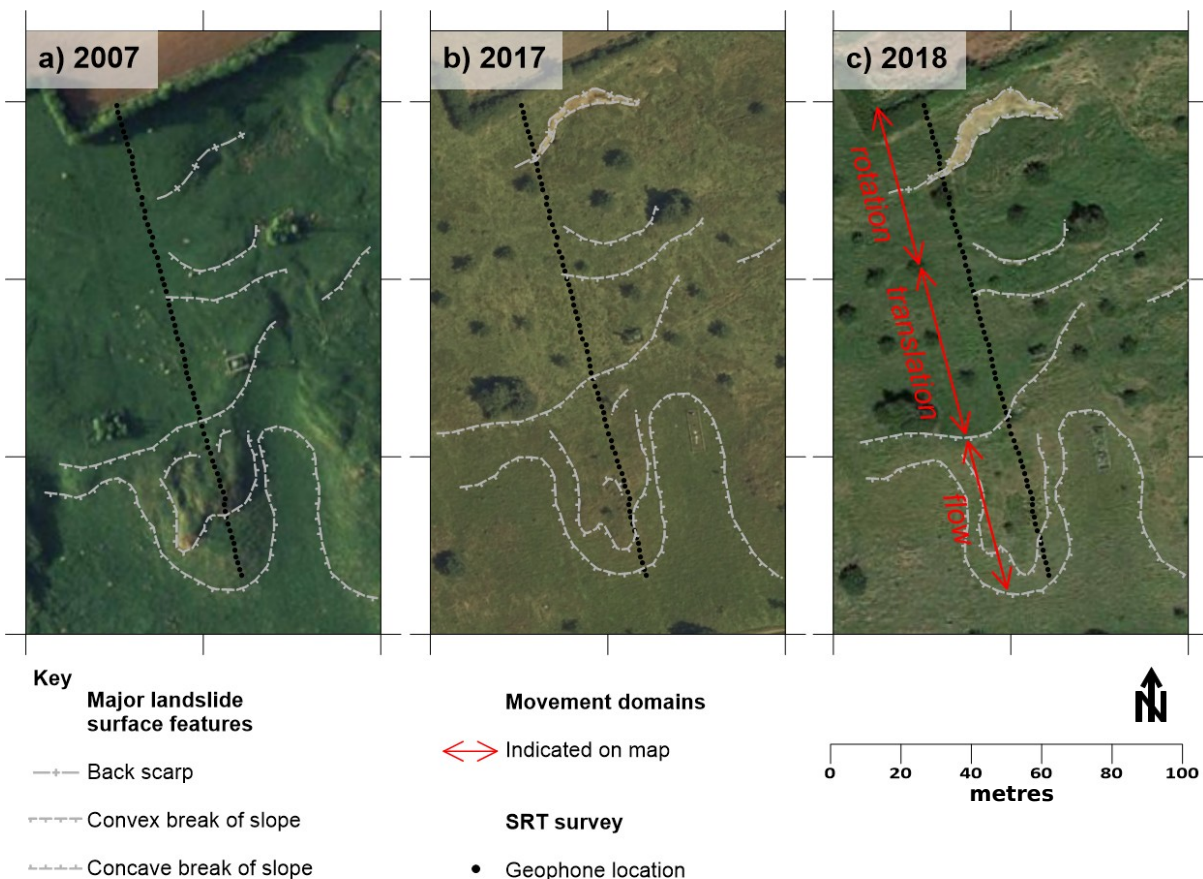 a) 2007
b) 2017
c) 2018
rotation
translation
flow
Key
Major landslide
surface features
Back scarp
Convex break of slope
Concave break of slope
Movement domains
Indicated on map
SRT survey
Geophone location
N
0 20 40 60 80 100
metres